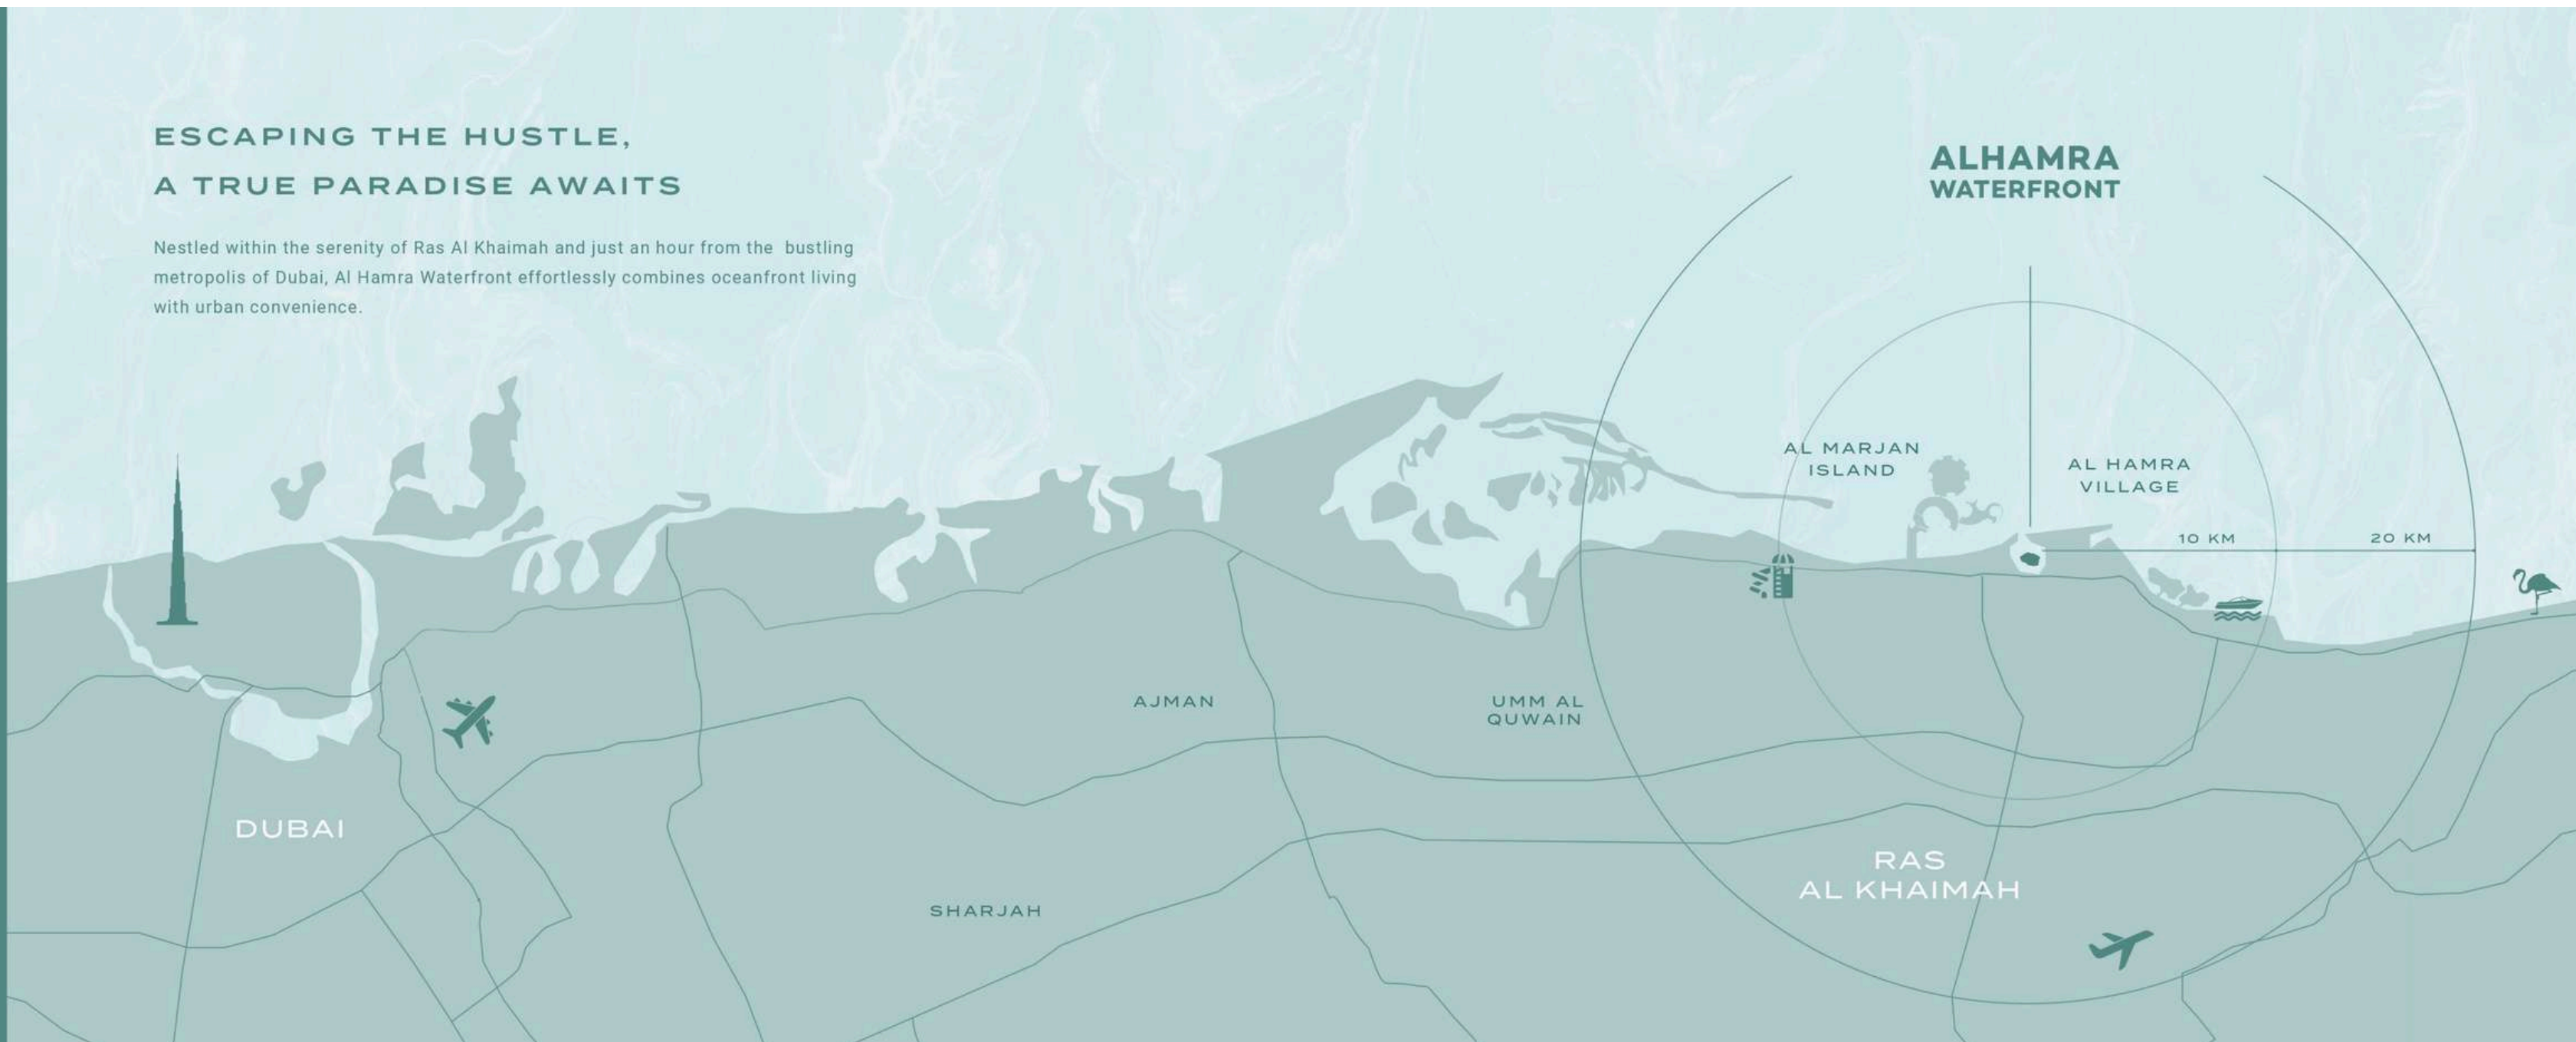 ESCAPING THE HUSTLE,
A TRUE PARADISE AWAITS
Nestled within the serenity of Ras Al Khaimah and just an hour from the bustling
metropolis of Dubai, Al Hamra Waterfront effortlessly combines oceanfront living
with urban convenience.
ALHAMRA
WATERFRONT
AL MARJAN
ISLAND
AL HAMRA
VILLAGE
10 KM
20 KM
AJMAN
UMM AL
QUWAIN
DUBAI
RAS
AL KHAIMAH
SHARJAH